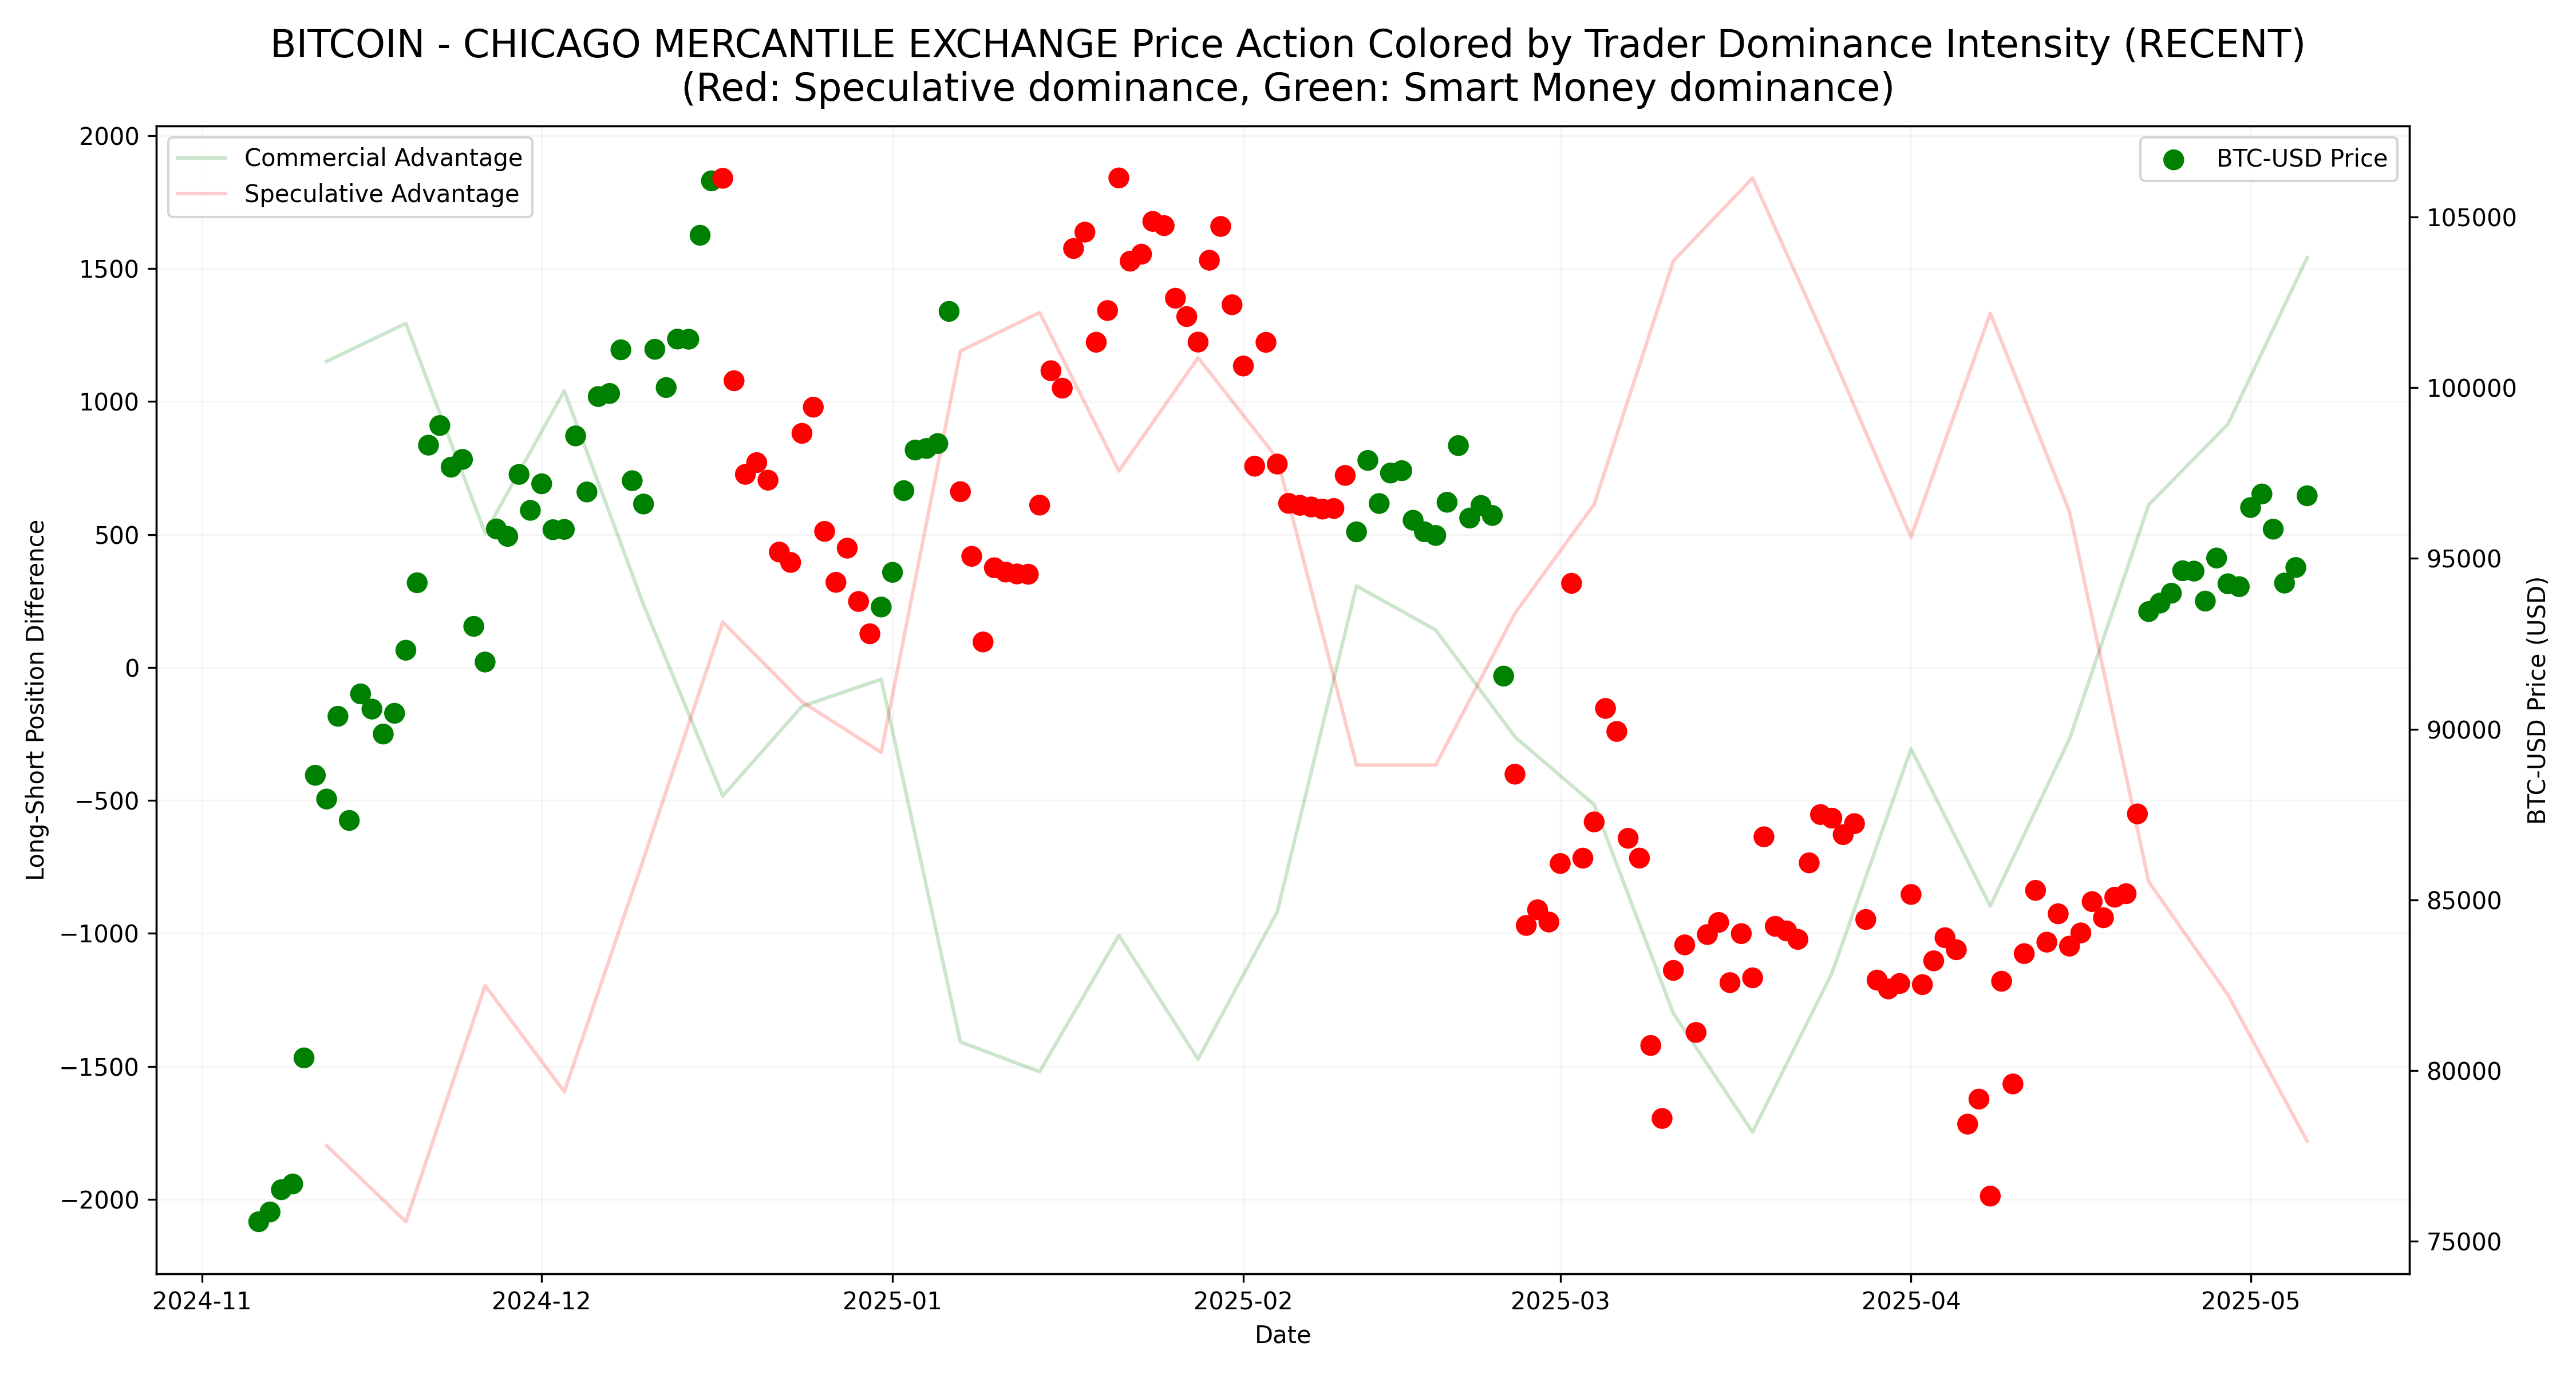 BITCOIN - CHICAGO MERCANTILE EXCHANGE Price Action Colored by Trader Dominance Intensity (RECENT)
(Red: Speculative dominance, Green: Smart Money dominance)
Commercial Advantage
Speculative Advantage
BTC-USD Price
2000
1500
1000
500
0
−500
−1000
−1500
−2000
Long-Short Position Difference
105000
100000
95000
90000
85000
80000
75000
BTC-USD Price (USD)
2024-11
2024-12
2025-01
2025-02
2025-03
2025-04
2025-05
Date